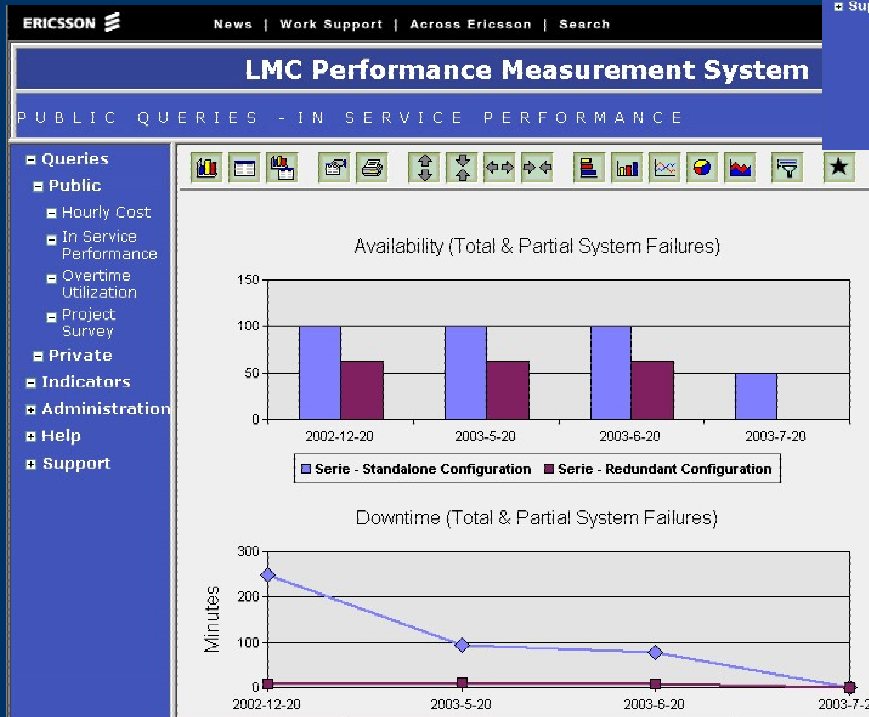 ERICSSON
News | Work Support | Across Ericsson | Search
LMC Performance Measurement System
PUBLIC QUERIES - IN SERVICE PERFORMANCE
Queries
Public
Hourly Cost
In Service
Performance
Overtime
Utilization
Project
Survey
Private
Indicators
Administration
Help
Support
Availability (Total & Partial System Failures)
150
100
50
0
2002-12-20 2003-5-20 2003-6-20 2003-7-20
Serie - Standalone Configuration Serie - Redundant Configuration
Downtime (Total & Partial System Failures)
Minutes
300
200
100
0
2002-12-20 2003-5-20 2003-6-20